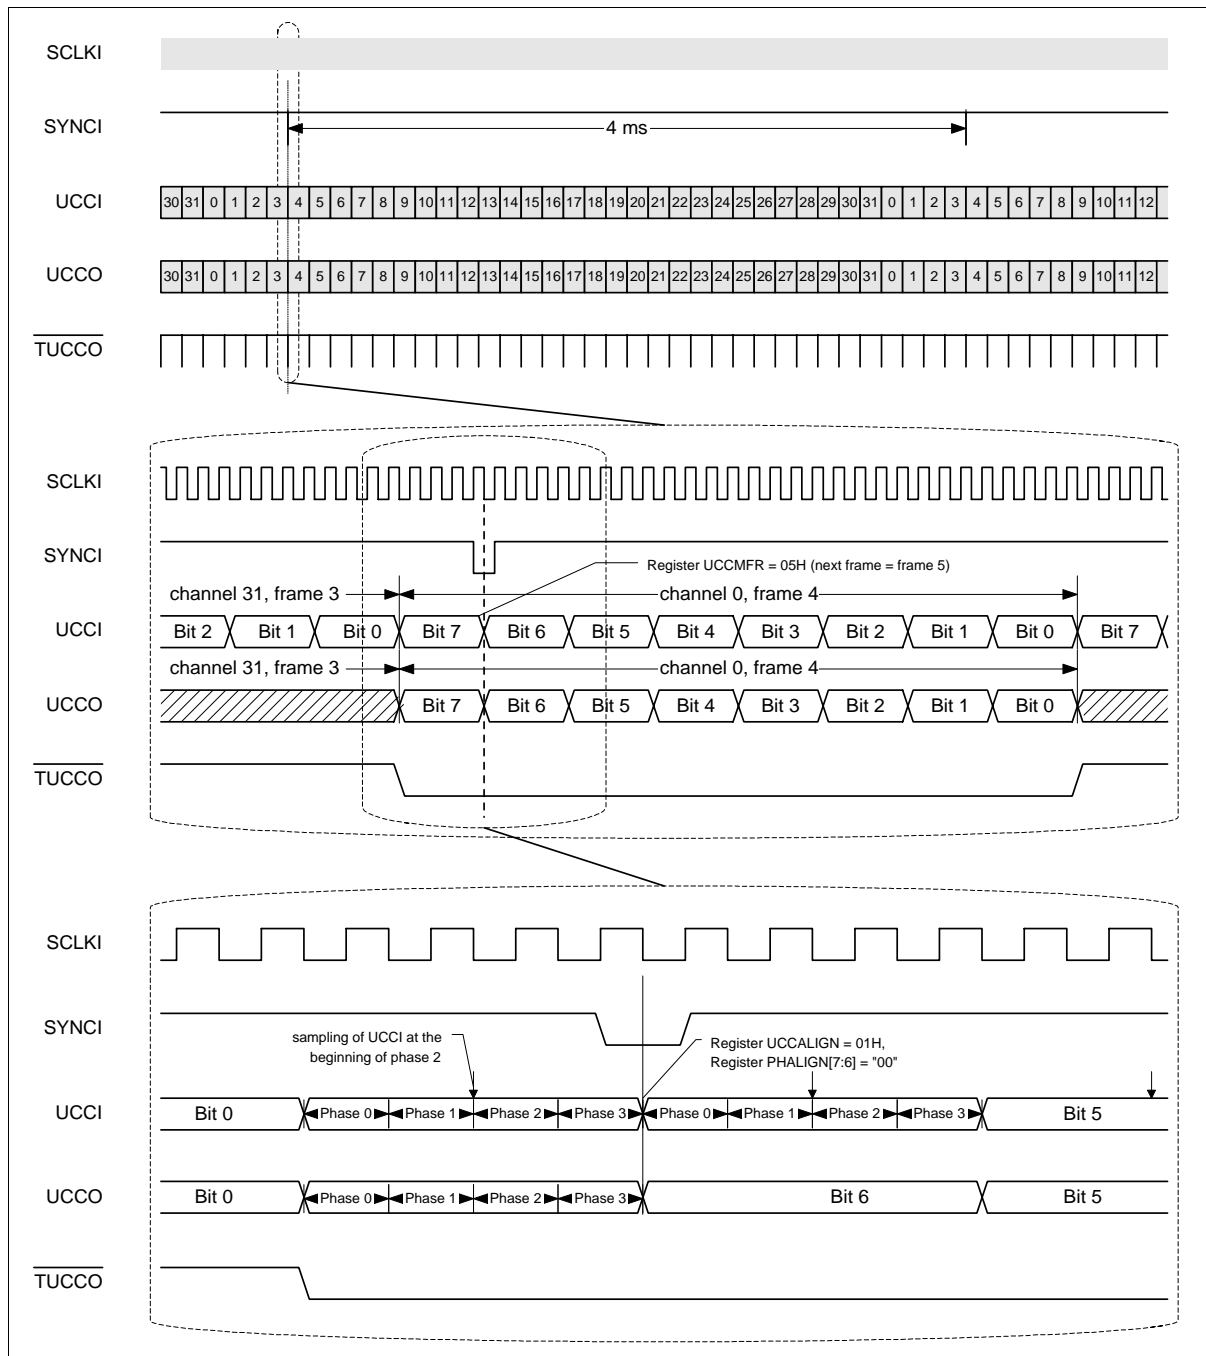 SCLKI
SYNCI
4 ms
UCCI 30 31 0 1 2 3 4 5 6 7 8 9 10 11 12 13 14 15 16 17 18 19 20 21 22 23 24 25 26 27 28 29 30 31 0 1 2 3 4 5 6 7 8 9 10 11 12
UCCO 30 31 0 1 2 3 4 5 6 7 8 9 10 11 12 13 14 15 16 17 18 19 20 21 22 23 24 25 26 27 28 29 30 31 0 1 2 3 4 5 6 7 8 9 10 11 12
TUCCO
SCLKI
SYNCI
Register UCCMFR = 05H (next frame = frame 5)
channel 31, frame 3 channel 0, frame 4
UCCI Bit 2 Bit 1 Bit 0 Bit 7 Bit 6 Bit 5 Bit 4 Bit 3 Bit 2 Bit 1 Bit 0 Bit 7
channel 31, frame 3 channel 0, frame 4
UCCO Bit 7 Bit 6 Bit 5 Bit 4 Bit 3 Bit 2 Bit 1 Bit 0
TUCCO
SCLKI
SYNCI
sampling of UCCI at the
beginning of phase 2
Register UCCALIGN = 01H,
Register PHALIGN[7:6] = "00"
UCCI Bit 0 Phase 0 Phase 1 Phase 2 Phase 3 Phase 0 Phase 1 Phase 2 Phase 3 Bit 5
UCCO Bit 0 Phase 0 Phase 1 Phase 2 Phase 3 Bit 6 Bit 5
TUCCO